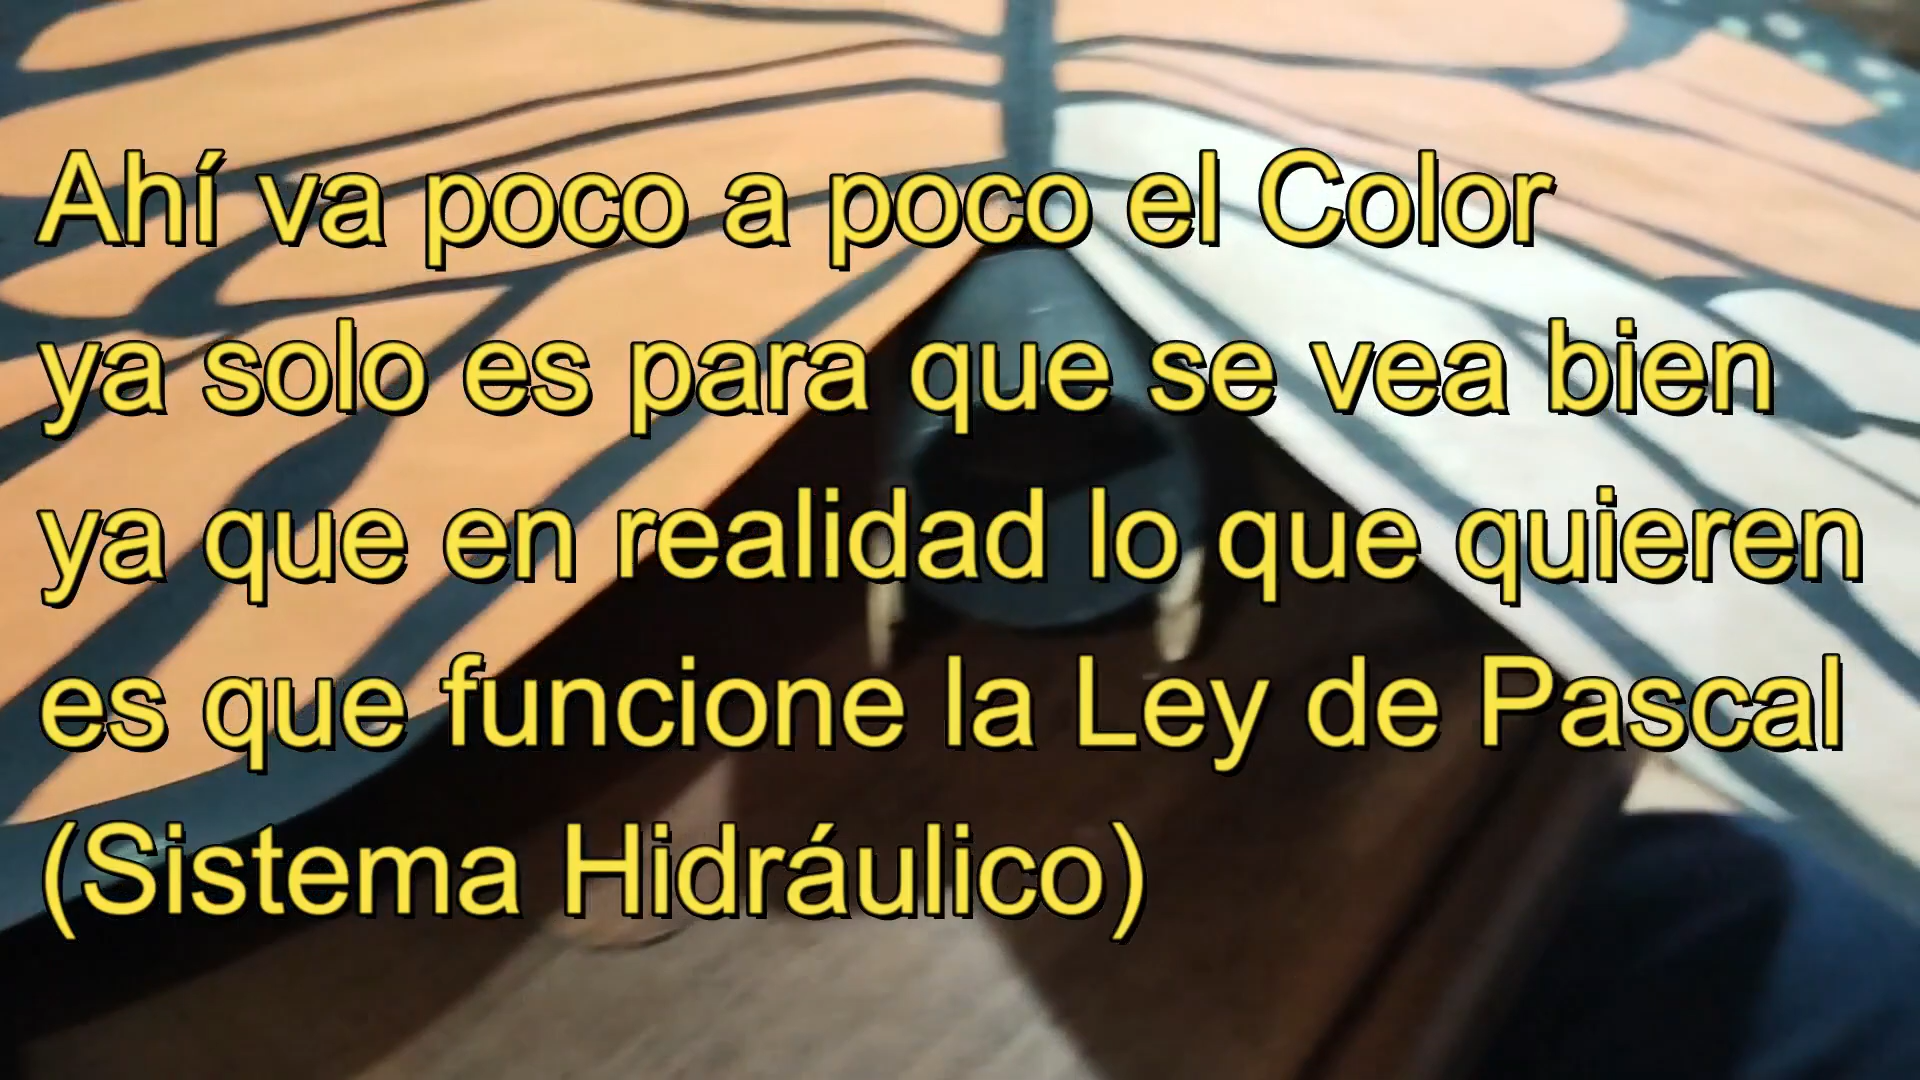 Ahí va poco a poco el Color
ya solo es para que se vea bien
ya que en realidad lo que quieren
es que funcione la Ley de Pascal
(Sistema Hidráulico)